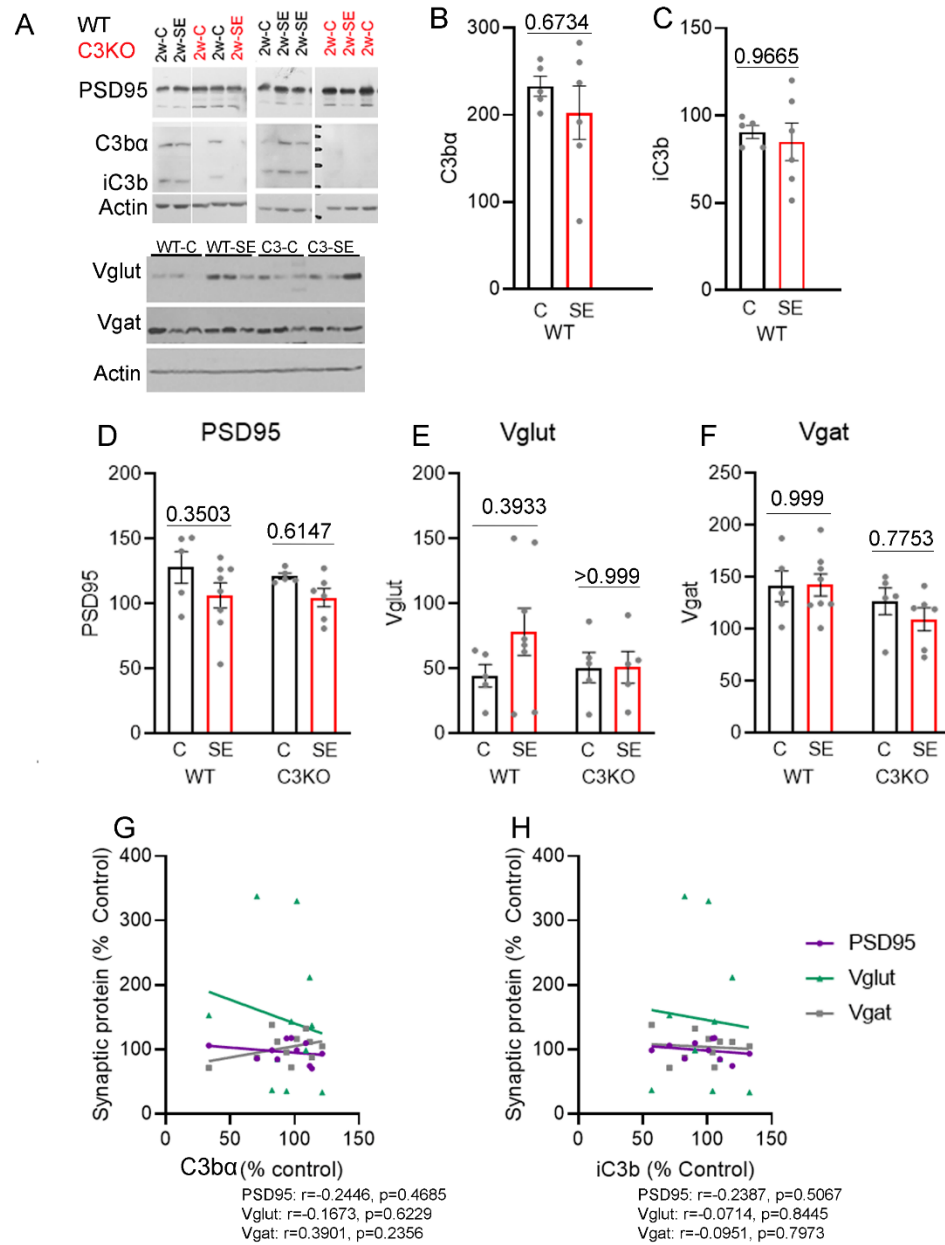 A
WT
C3KO
2w-C
2w-SE
2w-C
2w-C
2w-SE
2w-C
2w-SE
2w-SE
2w-C
2w-SE
2w-C
PSD95
C3bα
iC3b
Actin
WT-C WT-SE C3-C C3-SE
Vglut
Vgat
Actin
B
C3bα
300
200
100
0
0.6734
C SE
WT
C
iC3b
150
100
50
0
0.9665
C SE
WT
D PSD95
PSD95
200
150
100
50
0
0.3503
0.6147
C SE C SE
WT C3KO
E Vglut
Vglut
200
150
100
50
0
0.3933
>0.999
C SE C SE
WT C3KO
F Vgat
Vgat
250
200
150
100
50
0
0.999
0.7753
C SE C SE
WT C3KO
G
Synaptic protein (% Control)
400
300
200
100
0
0 50 100 150
C3bα (% control)
PSD95: r=-0.2446, p=0.4685
Vglut: r=-0.1673, p=0.6229
Vgat: r=0.3901, p=0.2356
H
Synaptic protein (% Control)
400
300
200
100
0
0 50 100 150
iC3b (% Control)
PSD95: r=-0.2387, p=0.5067
Vglut: r=-0.0714, p=0.8445
Vgat: r=-0.0951, p=0.7973
PSD95
Vglut
Vgat